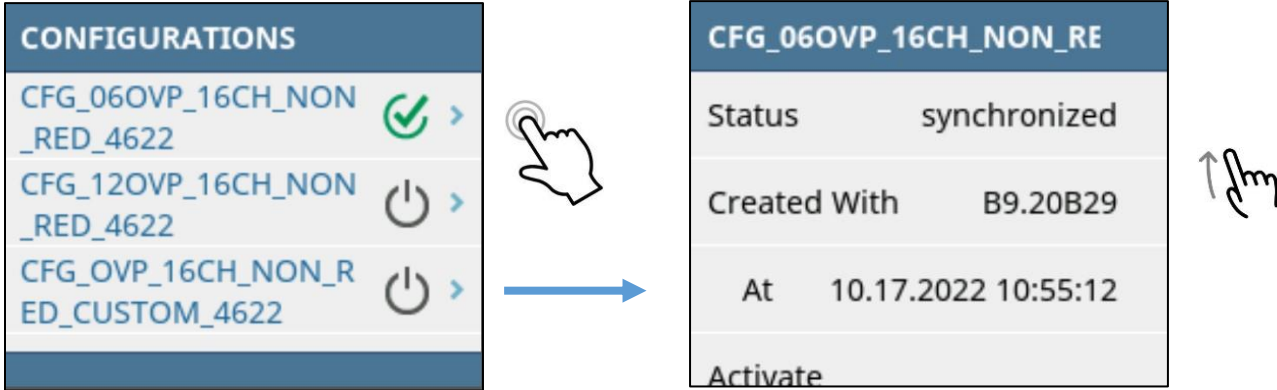 CONFIGURATIONS
CFG_06OVP_16CH_NON
_RED_4622
CFG_12OVP_16CH_NON
_RED_4622
CFG_OVP_16CH_NON_R
ED_CUSTOM_4622
CFG_06OVP_16CH_NON_RE
Status synchronized
Created With B9.20B29
At 10.17.2022 10:55:12
Activate